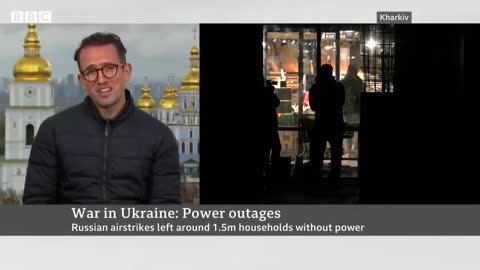 BBC
Kharkiv
War in Ukraine: Power outages
Russian airstrikes left around 1.5m households without power